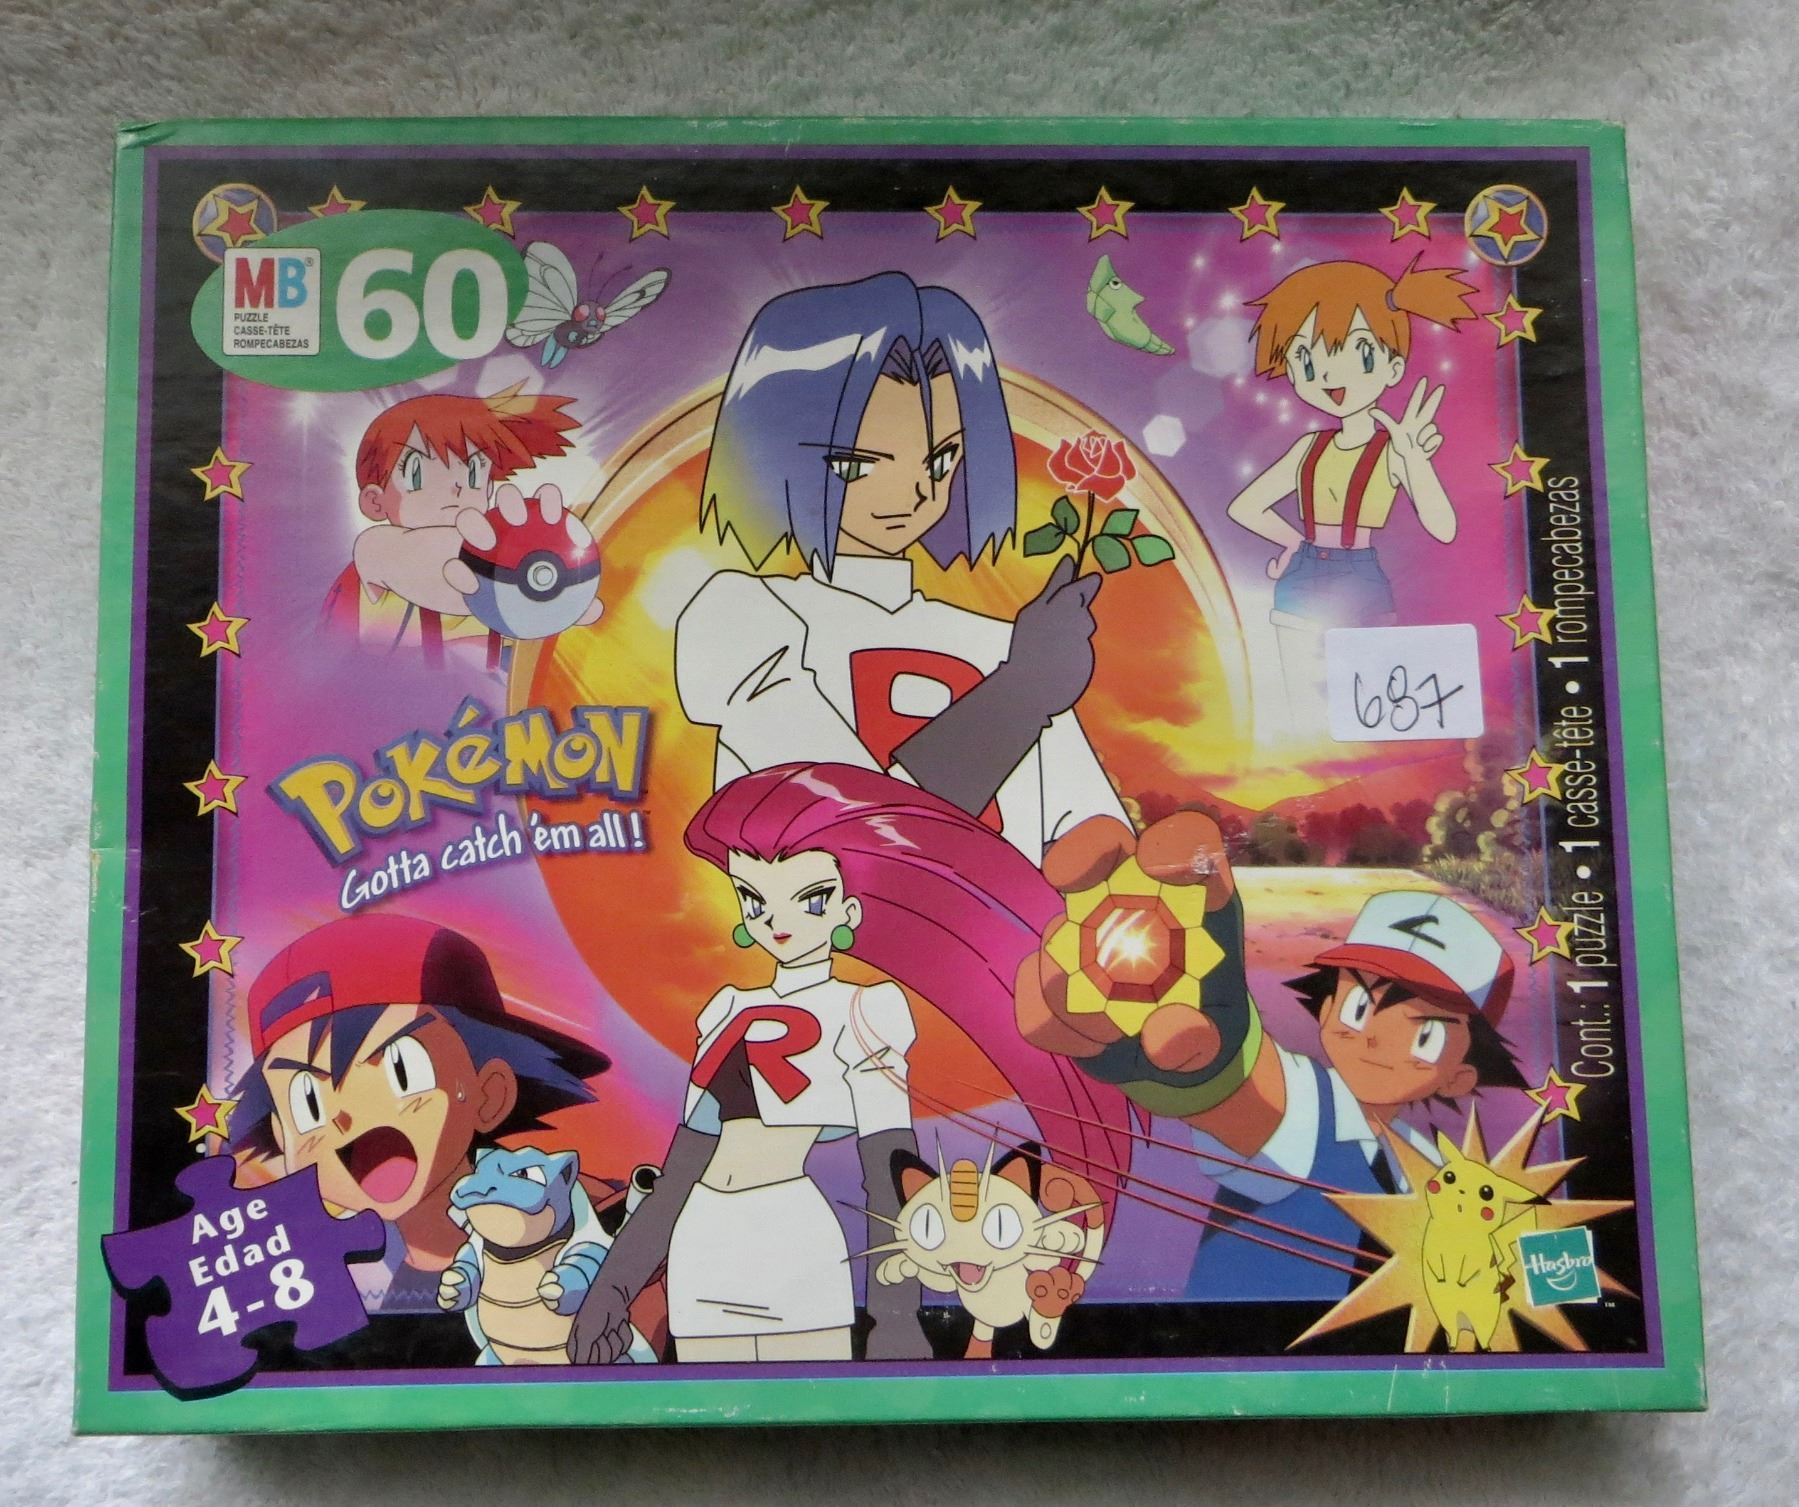 MB®
PUZZLE
CASSE-TÊTE
ROMPECABEZAS
60
R
687
POKéMON
Gotta catch 'em all!
R
Cont.: 1 puzzle • 1 casse-tête • 1 rompecabezas
Age
Edad
4-8
Hasbro
TM